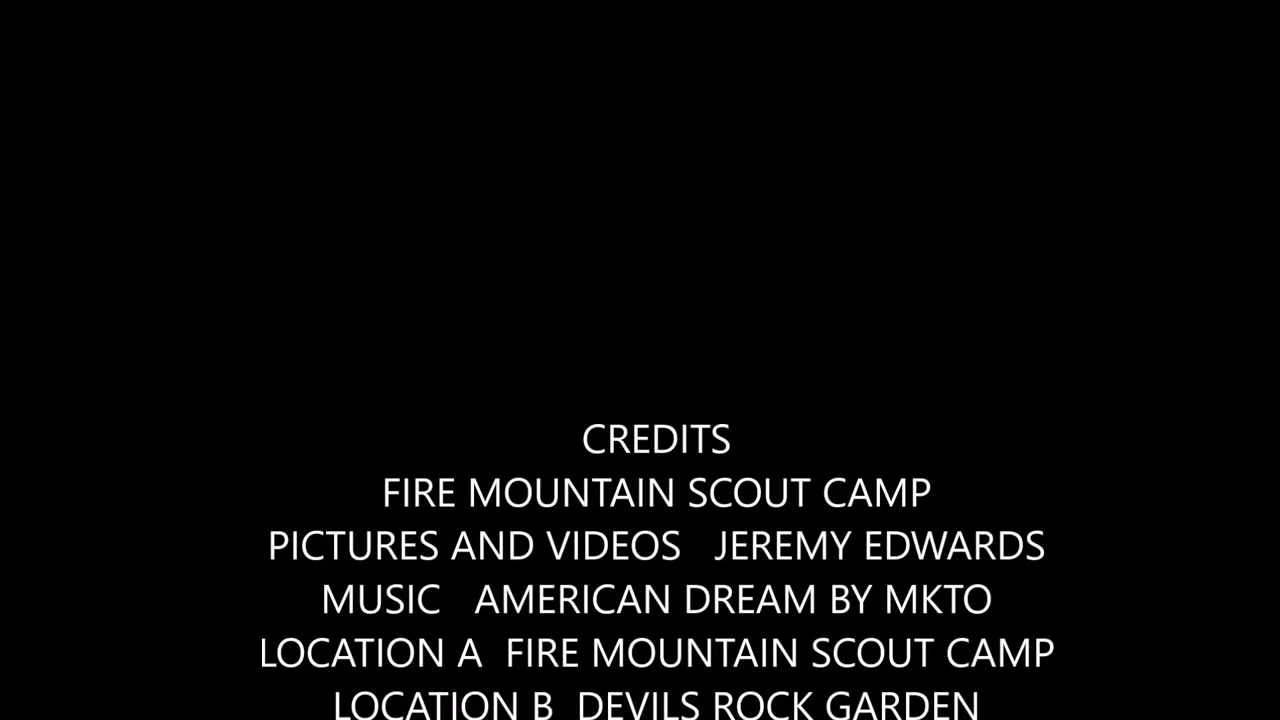 CREDITS
FIRE MOUNTAIN SCOUT CAMP
PICTURES AND VIDEOS   JEREMY EDWARDS
MUSIC   AMERICAN DREAM BY MKTO
LOCATION A  FIRE MOUNTAIN SCOUT CAMP
LOCATION B  DEVILS ROCK GARDEN